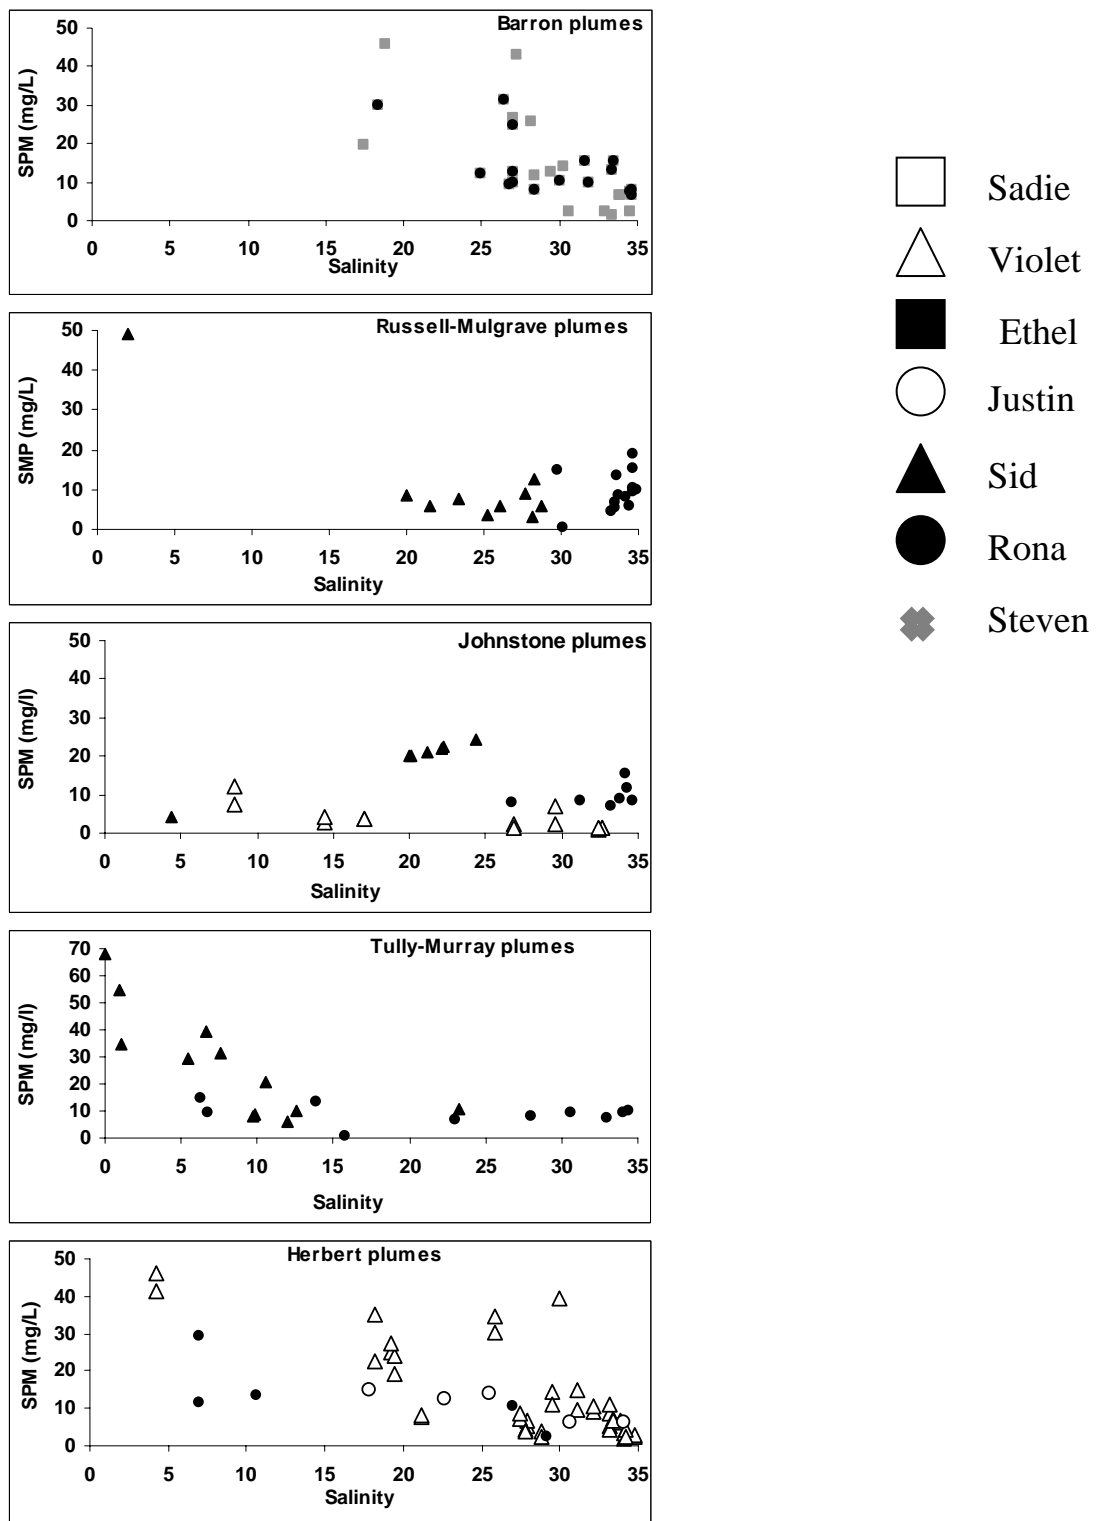 Barron plumes
SPM (mg/L)
50
40
30
20
10
0
0 5 10 15 20 25 30 35
Salinity
Russell-Mulgrave plumes
SMP (mg/L)
50
40
30
20
10
0
0 5 10 15 20 25 30 35
Salinity
Johnstone plumes
SPM (mg/l)
50
40
30
20
10
0
0 5 10 15 20 25 30 35
Salinity
Tully-Murray plumes
SPM (mg/l)
70
60
50
40
30
20
10
0
0 5 10 15 20 25 30 35
Salinity
Herbert plumes
SPM (mg/L)
50
40
30
20
10
0
0 5 10 15 20 25 30 35
Salinity
Sadie
Violet
Ethel
Justin
Sid
Rona
Steven